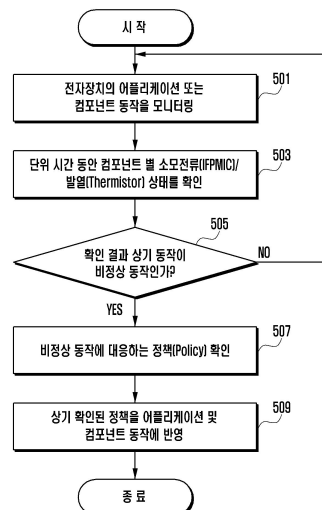 시 작
501
전자장치의 어플리케이션 또는
컴포넌트 동작을 모니터링
503
단위 시간 동안 컴포넌트 별 소모전류(IFPMIC)/
발열(Thermistor) 상태를 확인
505
확인 결과 상기 동작이
비정상 동작인가?
NO
YES
507
비정상 동작에 대응하는 정책(Policy) 확인
509
상기 확인된 정책을 어플리케이션 및
컴포넌트 동작에 반영
종 료